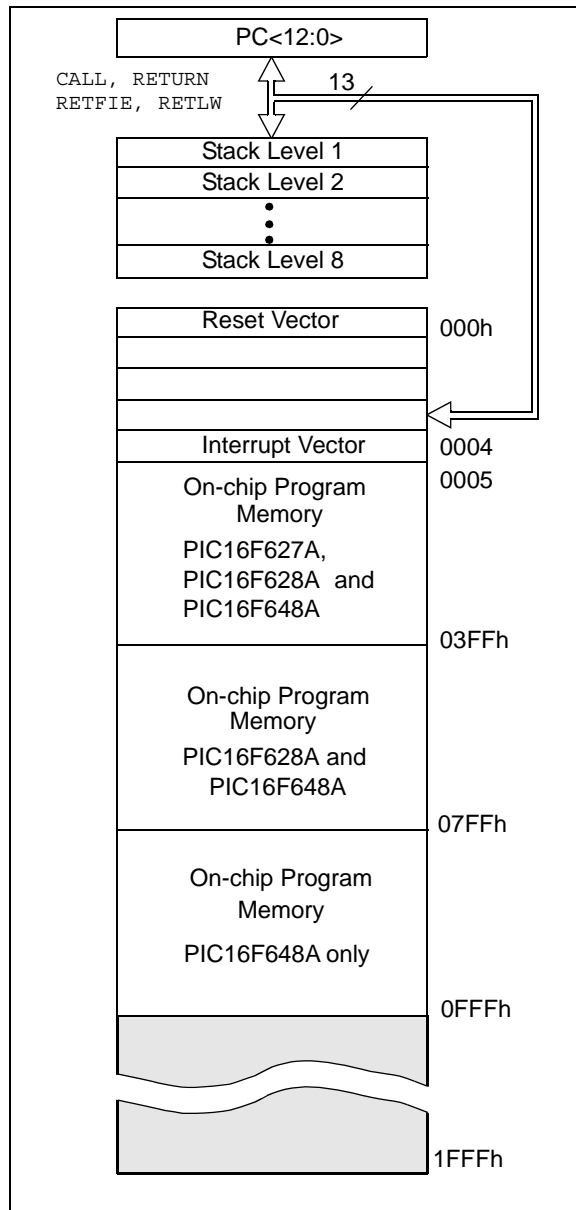 PC<12:0>
CALL, RETURN
RETFIE, RETLW
13
Stack Level 1
Stack Level 2
Stack Level 8
Reset Vector
000h
Interrupt Vector
0004
0005
On-chip Program
Memory
PIC16F627A,
PIC16F628A and
PIC16F648A
03FFh
On-chip Program
Memory
PIC16F628A and
PIC16F648A
07FFh
On-chip Program
Memory
PIC16F648A only
0FFFh
1FFFh